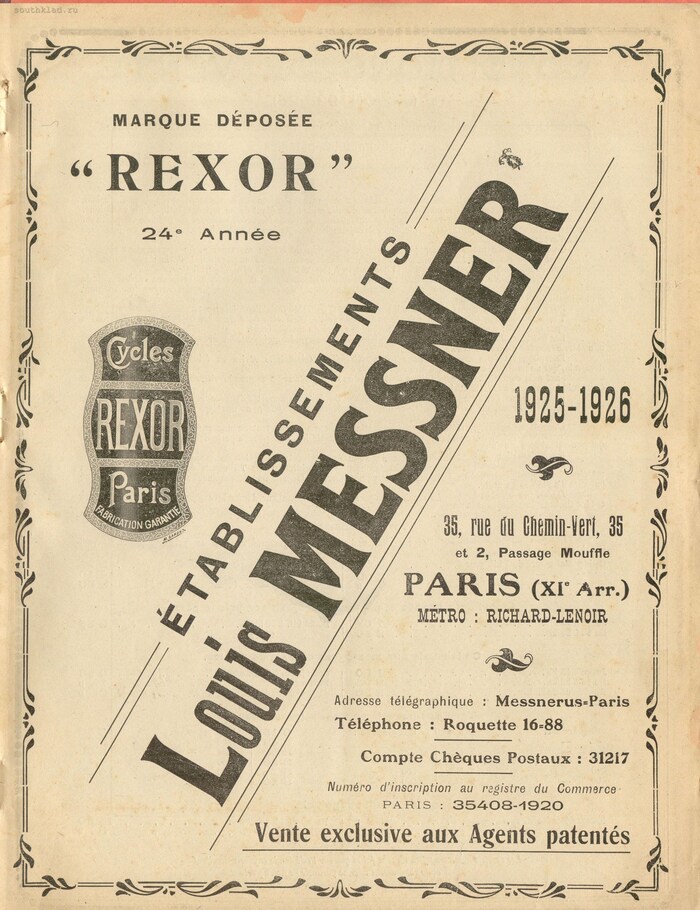 southklad.ru
MARQUE DÉPOSÉE
“REXOR”
24e Année
Cycles
REXOR
Paris
FABRICATION GARANTIE
ÉTABLISSEMENTS
Louis MESSNER
1925-1926
35, rue du Chemin-Vert, 35
et 2, Passage Mouffle
PARIS (XIe Arr.)
MÉTRO : RICHARD-LENOIR
Adresse télégraphique : Messnerus-Paris
Téléphone : Roquette 16-88
Compte Chèques Postaux : 31217
Numéro d'inscription au registre du Commerce
PARIS : 35408-1920
Vente exclusive aux Agents patentés